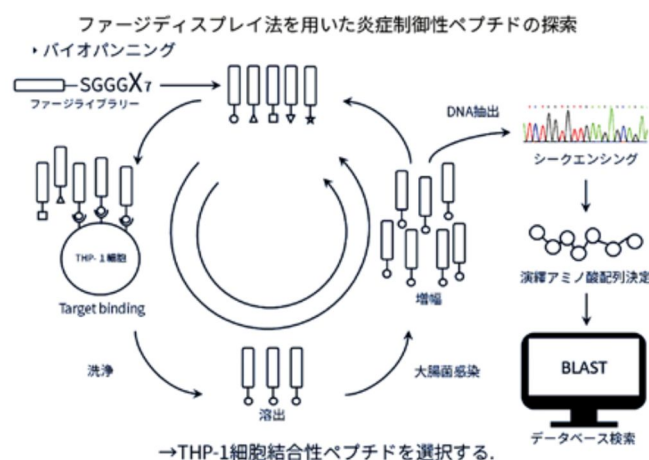 ファージディスプレイ法を用いた炎症制御性ペプチドの探索
▸ バイオパンニング
SGGGX7
ファージライブラリー
DNA抽出
シークエンシング
THP-1細胞
Target binding
増幅
演繹アミノ酸配列決定
洗浄
溶出
大腸菌感染
BLAST
データベース検索
→THP-1細胞結合性ペプチドを選択する.